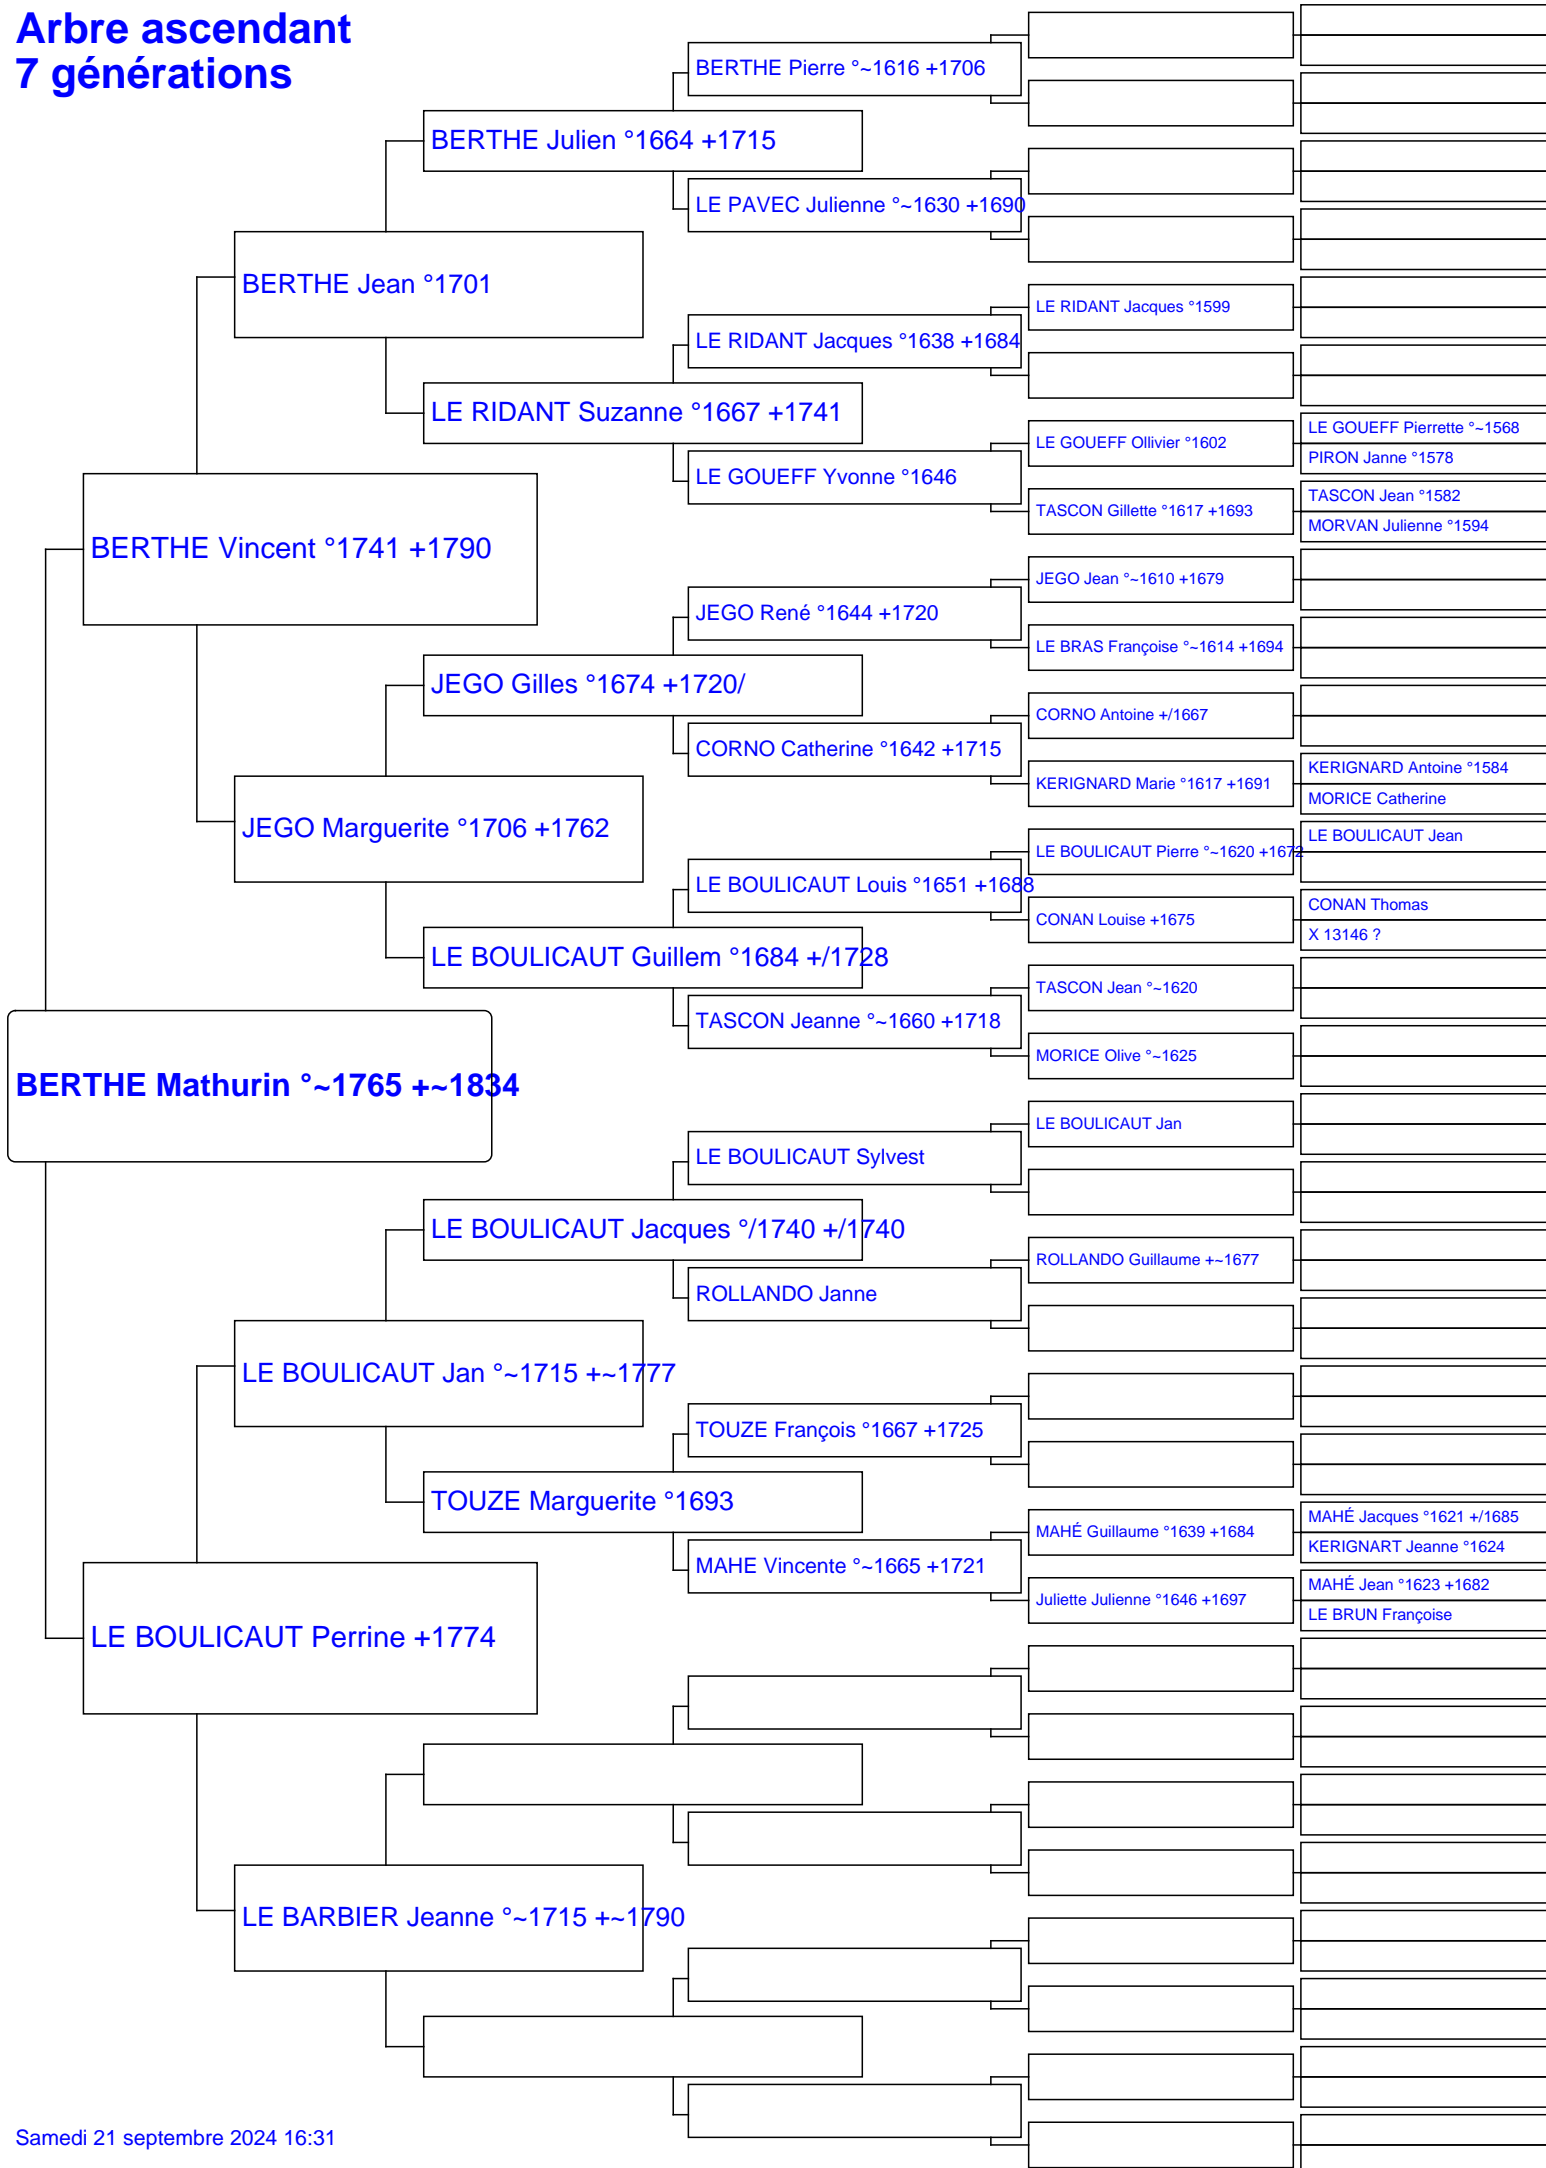 Arbre ascendant
7 générations
BERTHE Pierre °~1616 +1706
BERTHE Julien °1664 +1715
LE PAVEC Julienne °~1630 +1690
BERTHE Jean °1701
LE RIDANT Jacques °1599
LE RIDANT Jacques °1638 +1684
LE RIDANT Suzanne °1667 +1741
LE GOUEFF Pierrette °~1568
LE GOUEFF Ollivier °1602
PIRON Janne °1578
LE GOUEFF Yvonne °1646
TASCON Jean °1582
TASCON Gillette °1617 +1693
MORVAN Julienne °1594
BERTHE Vincent °1741 +1790
JEGO Jean °~1610 +1679
JEGO René °1644 +1720
LE BRAS Françoise °~1614 +1694
JEGO Gilles °1674 +1720/
CORNO Antoine +/1667
CORNO Catherine °1642 +1715
KERIGNARD Antoine °1584
KERIGNARD Marie °1617 +1691
MORICE Catherine
JEGO Marguerite °1706 +1762
LE BOULICAUT Jean
LE BOULICAUT Pierre °~1620 +1672
LE BOULICAUT Louis °1651 +1688
CONAN Thomas
CONAN Louise +1675
X 13146 ?
LE BOULICAUT Guillem °1684 +/1728
TASCON Jean °~1620
TASCON Jeanne °~1660 +1718
MORICE Olive °~1625
BERTHE Mathurin °~1765 +~1834
LE BOULICAUT Jan
LE BOULICAUT Sylvest
LE BOULICAUT Jacques °/1740 +/1740
ROLLANDO Guillaume +~1677
ROLLANDO Janne
LE BOULICAUT Jan °~1715 +~1777
TOUZE François °1667 +1725
TOUZE Marguerite °1693
MAHÉ Jacques °1621 +/1685
MAHÉ Guillaume °1639 +1684
KERIGNART Jeanne °1624
MAHE Vincente °~1665 +1721
MAHÉ Jean °1623 +1682
Juliette Julienne °1646 +1697
LE BRUN Françoise
LE BOULICAUT Perrine +1774
LE BARBIER Jeanne °~1715 +~1790
Samedi 21 septembre 2024 16:31